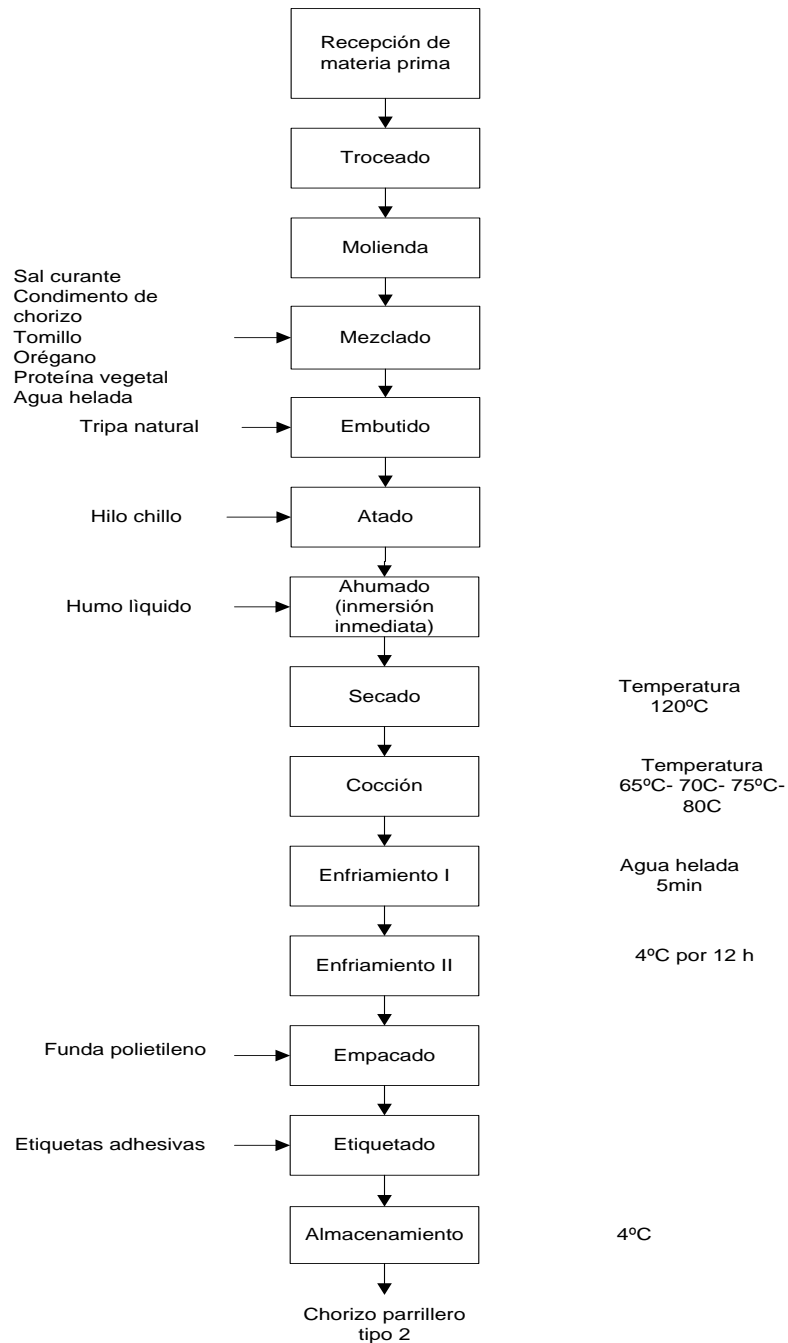 Recepción de
materia prima
Troceado
Molienda
Sal curante
Condimento de
chorizo
Tomillo
Orégano
Proteína vegetal
Agua helada
Mezclado
Tripa natural
Embutido
Hilo chillo
Atado
Humo lìquido
Ahumado
(inmersión
inmediata)
Secado
Temperatura
120ºC
Cocción
Temperatura
65ºC- 70C- 75ºC-
80C
Enfriamiento I
Agua helada
5min
Enfriamiento II
4ºC por 12 h
Funda polietileno
Empacado
Etiquetas adhesivas
Etiquetado
Almacenamiento
4ºC
Chorizo parrillero
tipo 2